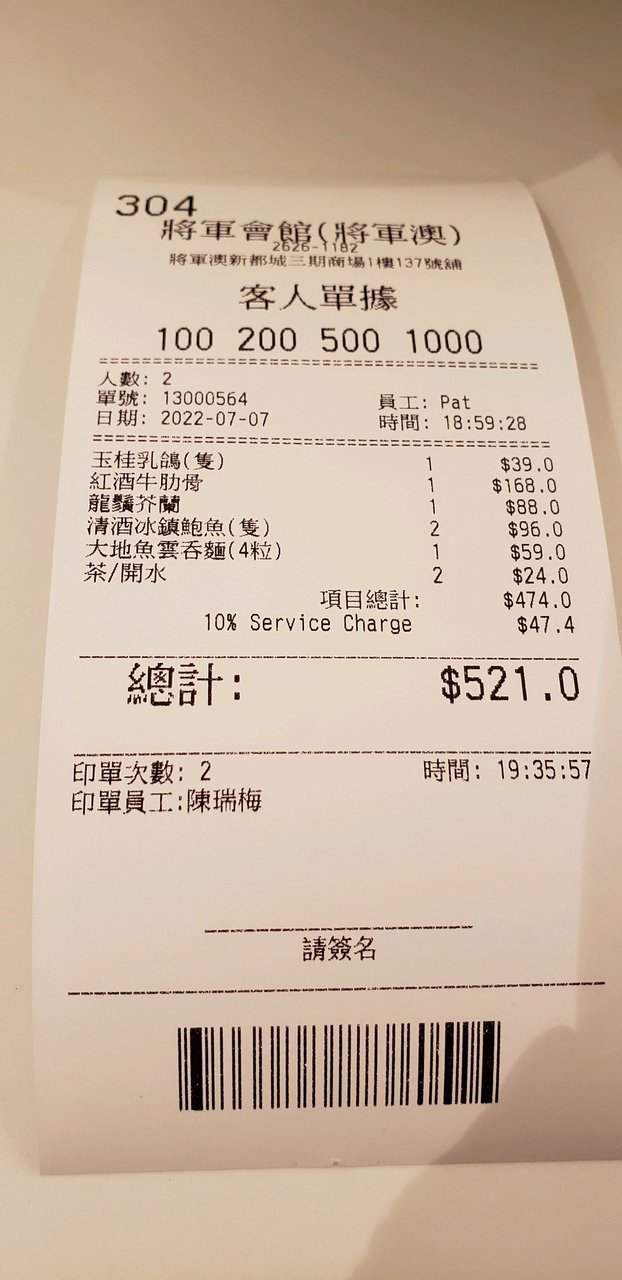 304
將軍會館(將軍澳)
2626-1182
將軍澳新都城三期商場1樓137號舖
客人單據
100 200 500 1000
人數: 2
單號: 13000564 員工: Pat
日期: 2022-07-07 時間: 18:59:28
玉桂乳鴿(隻) 1 $39.0
紅酒牛肋骨 1 $168.0
龍鬚芥蘭 1 $88.0
清酒冰鎮鮑魚(隻) 2 $96.0
大地魚雲吞麵(4粒) 1 $59.0
茶/開水 2 $24.0
項目總計: $474.0
10% Service Charge $47.4
總計: $521.0
印單次數: 2 時間: 19:35:57
印單員工:陳瑞梅
請簽名